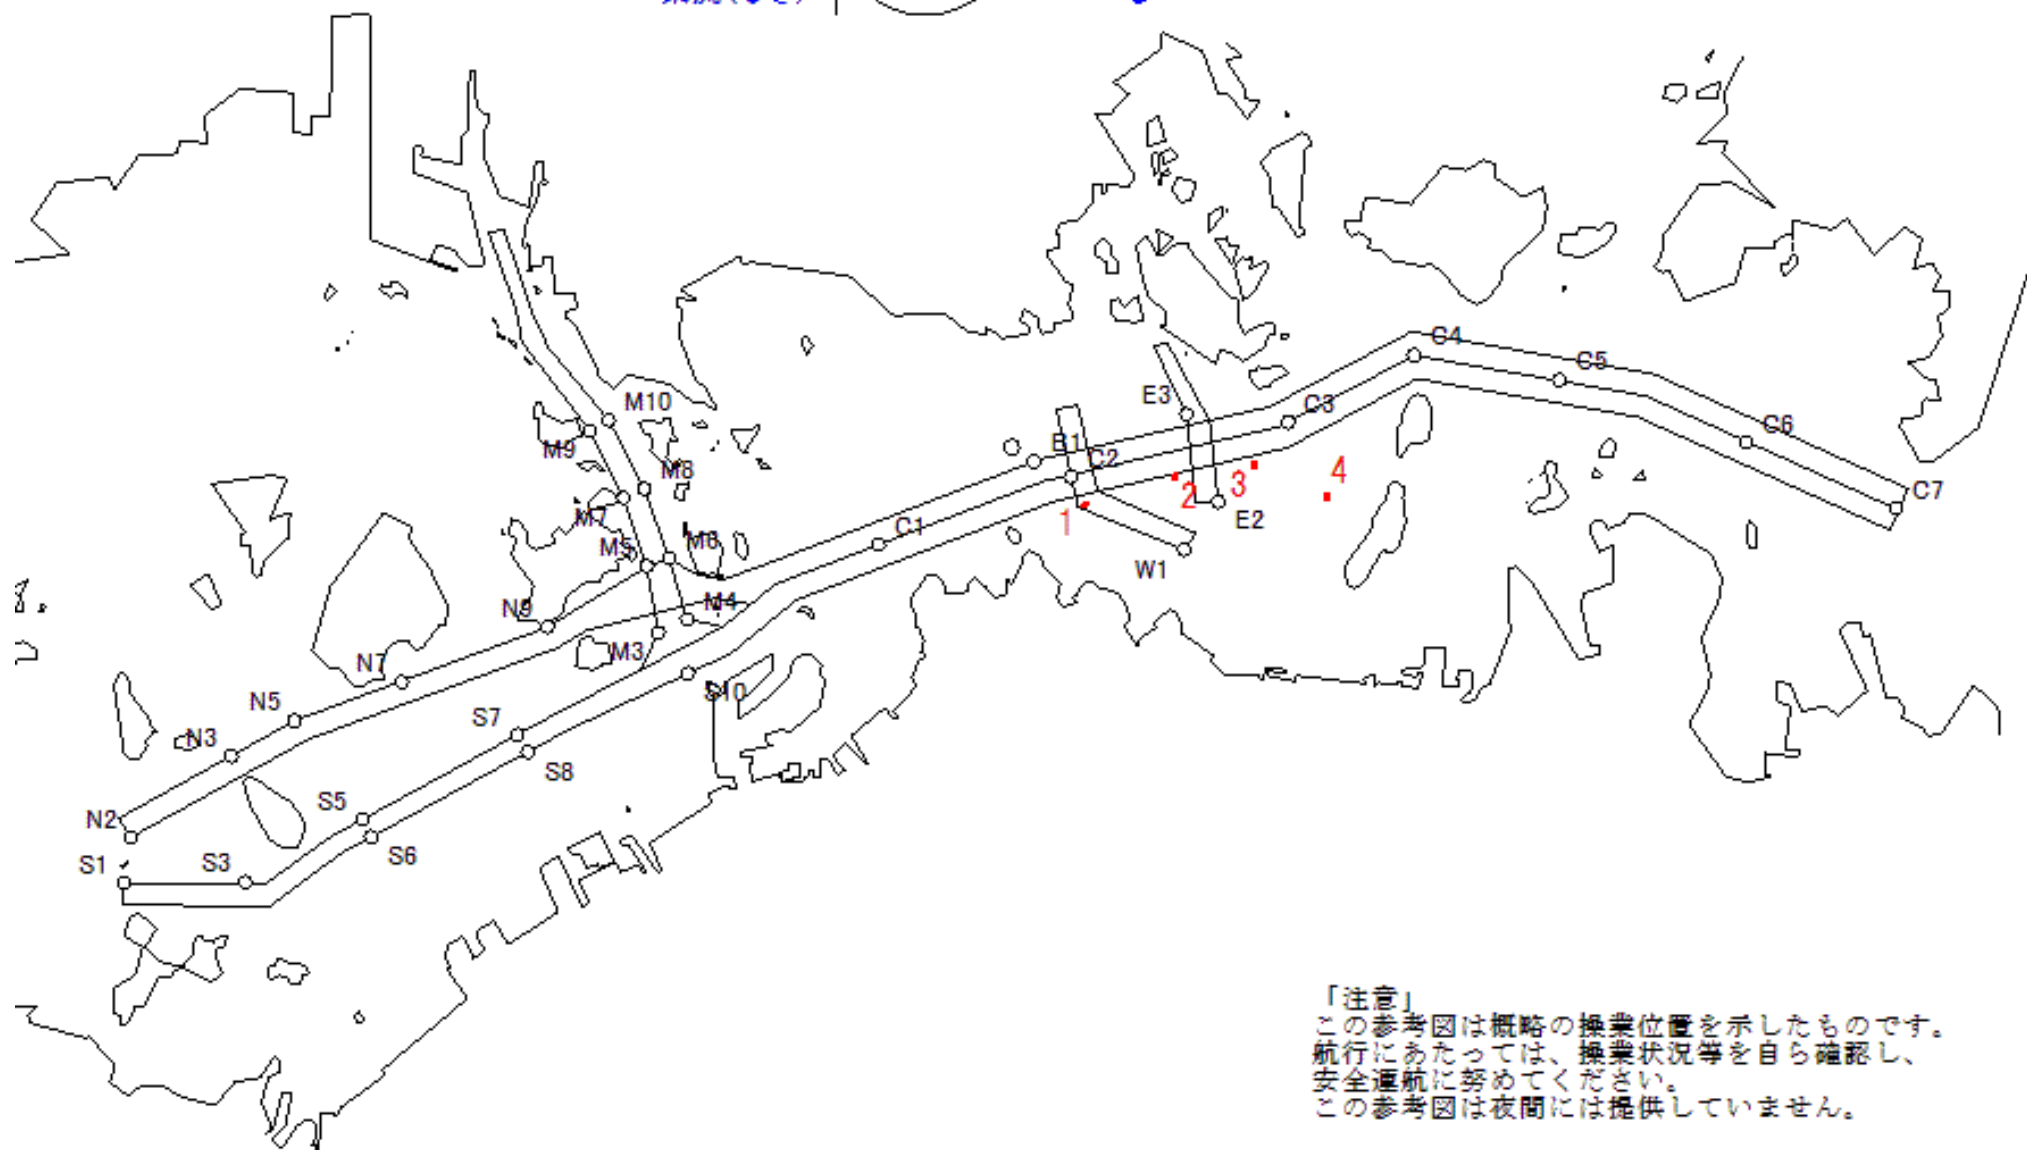 C4
C5
E3
M10
C3
C6
B1
M9
C2
M8
4
3
2
C7
M7
1
E2
C1
M5
M6
W1
N9
M4
M3
N7
S10
N5
S7
N3
S8
S5
N2
S6
S1
S3
「注意」
この参考図は概略の操業位置を示したものです。
航行にあたっては、操業状況等を自ら確認し、
安全運航に努めてください。
この参考図は夜間には提供していません。